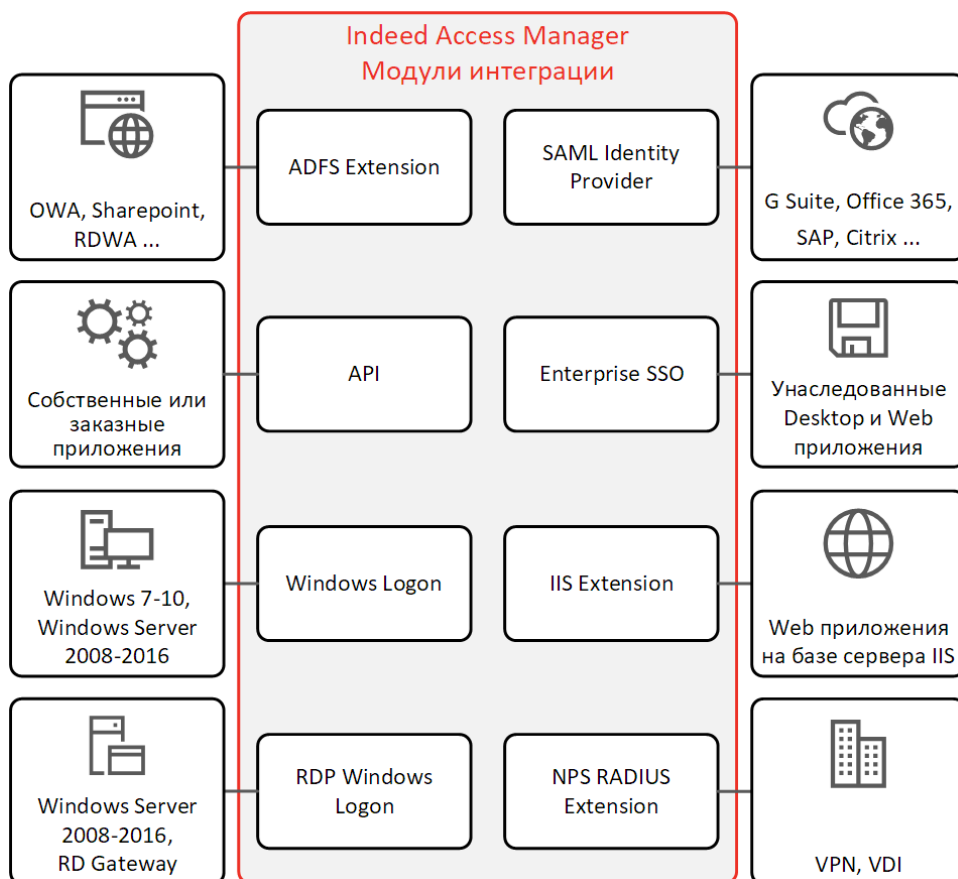 Indeed Access Manager
Модули интеграции
OWA, Sharepoint,
RDWA ...
ADFS Extension
SAML Identity
Provider
G Suite, Office 365,
SAP, Citrix ...
Собственные или
заказные
приложения
API
Enterprise SSO
Унаследованные
Desktop и Web
приложения
Windows 7-10,
Windows Server
2008-2016
Windows Logon
IIS Extension
Web приложения
на базе сервера IIS
Windows Server
2008-2016,
RD Gateway
RDP Windows
Logon
NPS RADIUS
Extension
VPN, VDI